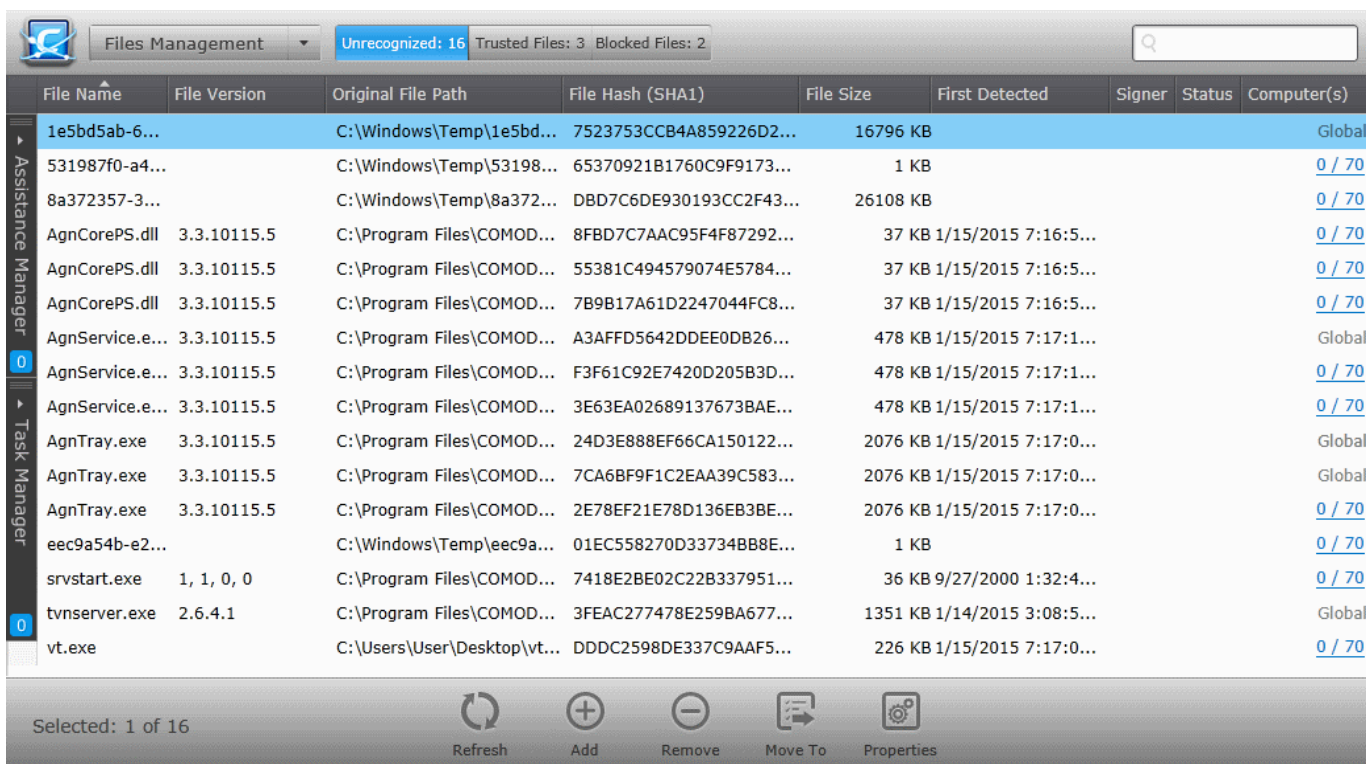 Files Management Unrecognized: 16 Trusted Files: 3 Blocked Files: 2
File Name File Version Original File Path File Hash (SHA1) File Size First Detected Signer Status Computer(s)
1e5bd5ab-6... C:\Windows\Temp\1e5bd... 7523753CCB4A859226D2... 16796 KB Global
531987f0-a4... C:\Windows\Temp\53198... 65370921B1760C9F9173... 1 KB 0 / 70
8a372357-3... C:\Windows\Temp\8a372... DBD7C6DE930193CC2F43... 26108 KB 0 / 70
AgnCorePS.dll 3.3.10115.5 C:\Program Files\COMOD... 8FBD7C7AAC95F4F87292... 37 KB 1/15/2015 7:16:5... 0 / 70
AgnCorePS.dll 3.3.10115.5 C:\Program Files\COMOD... 55381C494579074E5784... 37 KB 1/15/2015 7:16:5... 0 / 70
AgnCorePS.dll 3.3.10115.5 C:\Program Files\COMOD... 7B9B17A61D2247044FC8... 37 KB 1/15/2015 7:16:5... 0 / 70
AgnService.e... 3.3.10115.5 C:\Program Files\COMOD... A3AFFD5642DDEE0DB26... 478 KB 1/15/2015 7:17:1... Global
AgnService.e... 3.3.10115.5 C:\Program Files\COMOD... F3F61C92E7420D205B3D... 478 KB 1/15/2015 7:17:1... 0 / 70
AgnService.e... 3.3.10115.5 C:\Program Files\COMOD... 3E63EA02689137673BAE... 478 KB 1/15/2015 7:17:1... 0 / 70
AgnTray.exe 3.3.10115.5 C:\Program Files\COMOD... 24D3E888EF66CA150122... 2076 KB 1/15/2015 7:17:0... Global
AgnTray.exe 3.3.10115.5 C:\Program Files\COMOD... 7CA6BF9F1C2EAA39C583... 2076 KB 1/15/2015 7:17:0... Global
AgnTray.exe 3.3.10115.5 C:\Program Files\COMOD... 2E78EF21E78D136EB3BE... 2076 KB 1/15/2015 7:17:0... 0 / 70
eec9a54b-e2... C:\Windows\Temp\eec9a... 01EC558270D33734BB8E... 1 KB 0 / 70
srvstart.exe 1, 1, 0, 0 C:\Program Files\COMOD... 7418E2BE02C22B337951... 36 KB 9/27/2000 1:32:4... 0 / 70
tvnserver.exe 2.6.4.1 C:\Program Files\COMOD... 3FEAC277478E259BA677... 1351 KB 1/14/2015 3:08:5... Global
vt.exe C:\Users\User\Desktop\vt... DDDC2598DE337C9AAF5... 226 KB 1/15/2015 7:17:0... 0 / 70
Assistance Manager 0
Task Manager 0
Selected: 1 of 16 Refresh Add Remove Move To Properties